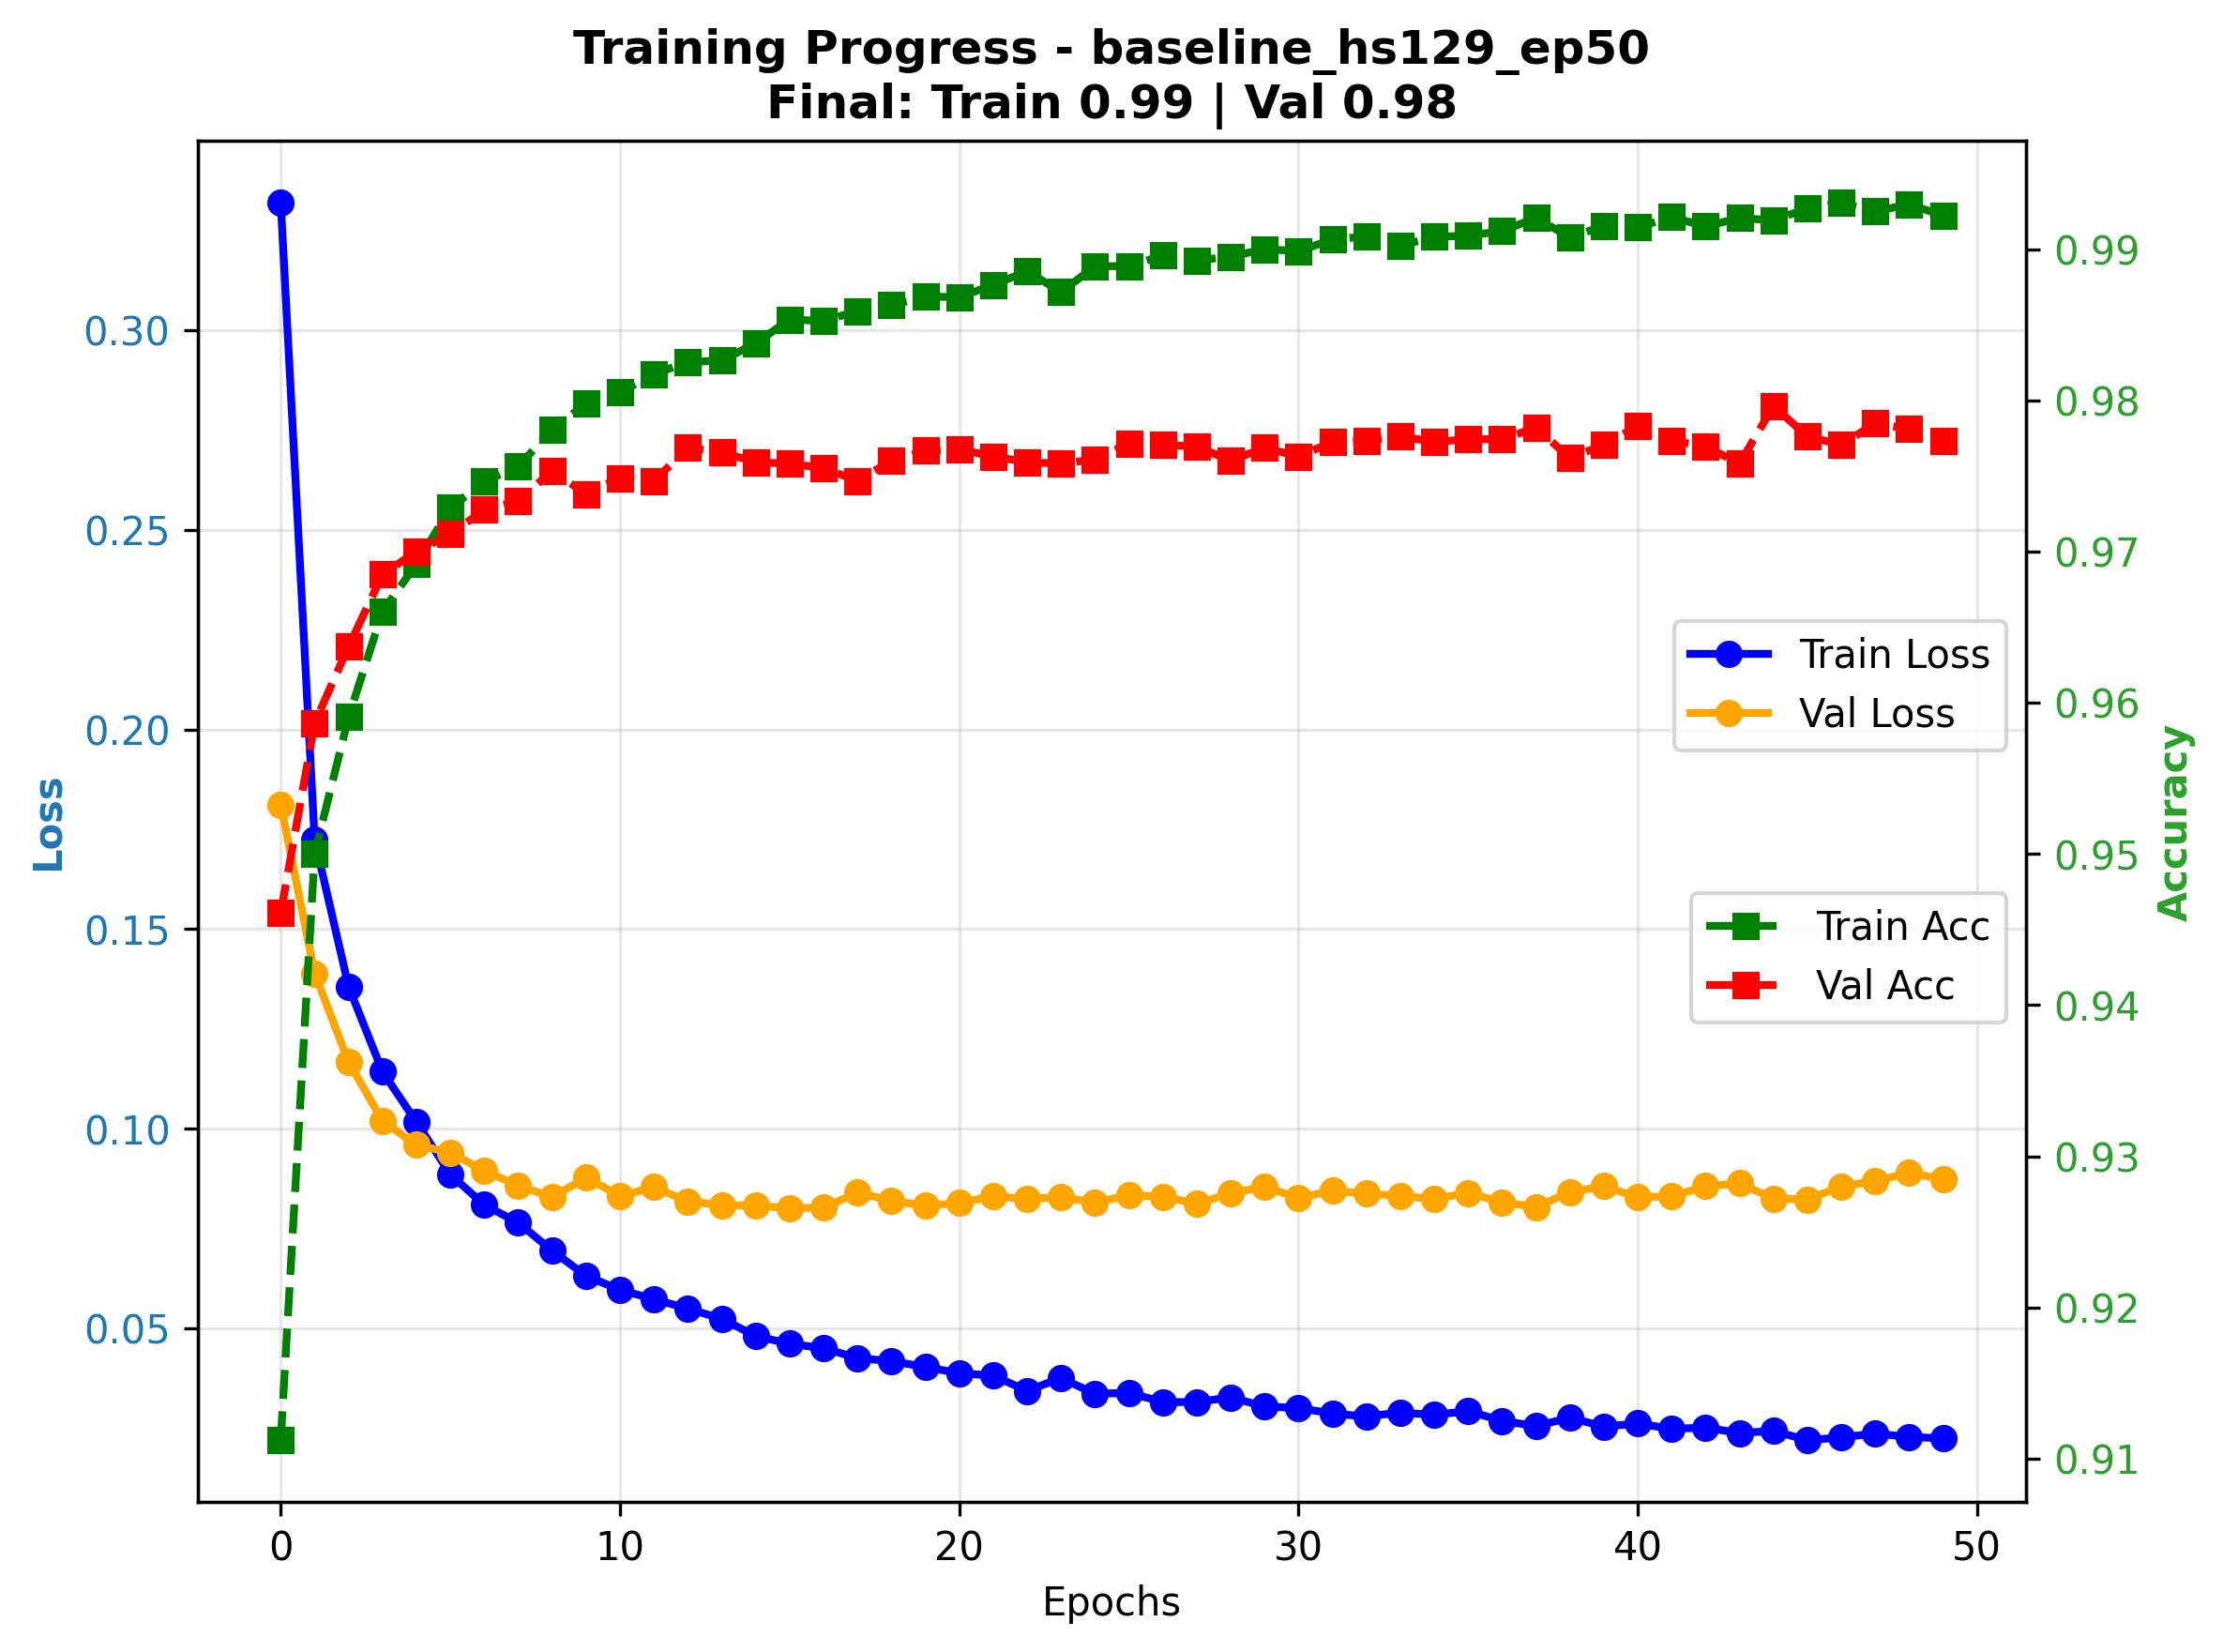 Training Progress - baseline_hs129_ep50
Final: Train 0.99 | Val 0.98
0.30
0.25
0.20
0.15
0.10
0.05
Loss
0.99
0.98
0.97
0.96
0.95
0.94
0.93
0.92
0.91
Accuracy
Train Loss
Val Loss
Train Acc
Val Acc
0
10
20
30
40
50
Epochs